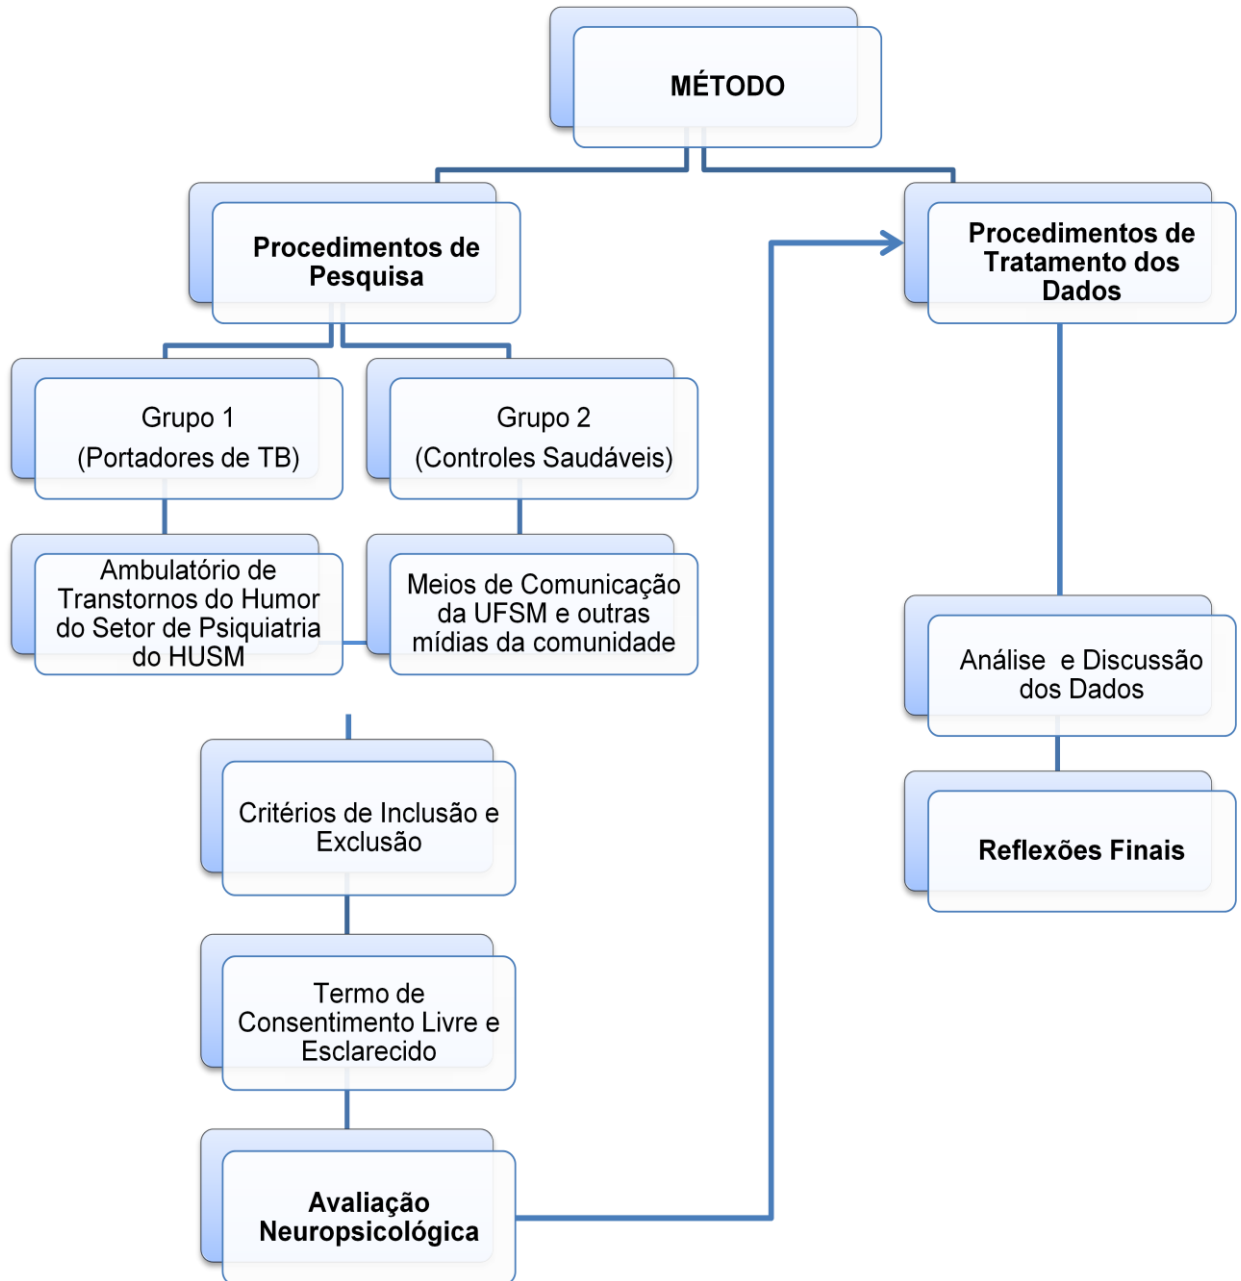 MÉTODO
Procedimentos de
Pesquisa
Procedimentos de
Tratamento dos
Dados
Grupo 1
(Portadores de TB)
Grupo 2
(Controles Saudáveis)
Ambulatório de
Transtornos do Humor
do Setor de Psiquiatria
do HUSM
Meios de Comunicação
da UFSM e outras
mídias da comunidade
Critérios de Inclusão e
Exclusão
Termo de
Consentimento Livre e
Esclarecido
Avaliação
Neuropsicológica
Análise e Discussão
dos Dados
Reflexões Finais